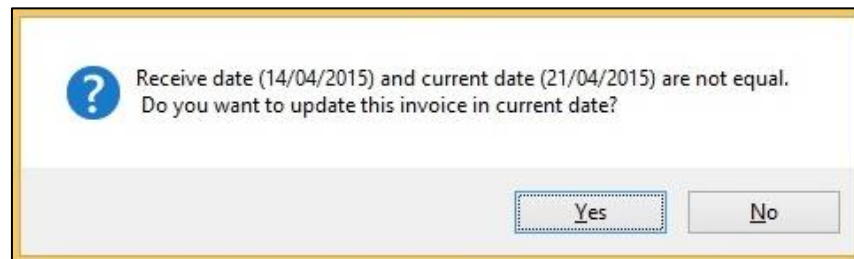 Receive date (14/04/2015) and current date (21/04/2015) are not equal.
Do you want to update this invoice in current date?
Yes
No